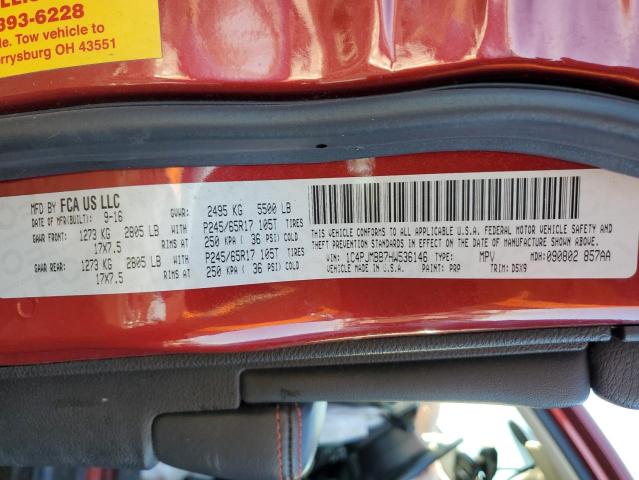 393-6228
le. Tow vehicle to
errysburg OH 43551
MFD BY FCA US LLC
DATE OF MFR(BUILT): 9-16
GVWR: 2495 KG 5500 LB
GAWR FRONT: 1273 KG 2805 LB WITH P245/65R17 105T TIRES
17X7.5 RIMS AT 250 KPA ( 36 PSI) COLD
GAWR REAR: 1273 KG 2805 LB WITH P245/65R17 105T TIRES
17X7.5 RIMS AT 250 KPA ( 36 PSI) COLD
THIS VEHICLE CONFORMS TO ALL APPLICABLE U.S.A. FEDERAL MOTOR VEHICLE SAFETY AND
THEFT PREVENTION STANDARDS IN EFFECT ON THE DATE OF MANUFACTURE SHOWN ABOVE.
VIN: 1C4PJMBB7HW536146 TYPE: MPV MDH: 090802 857AA
VEHICLE MADE IN U.S.A. PAINT: PRP TRIM: D5X9